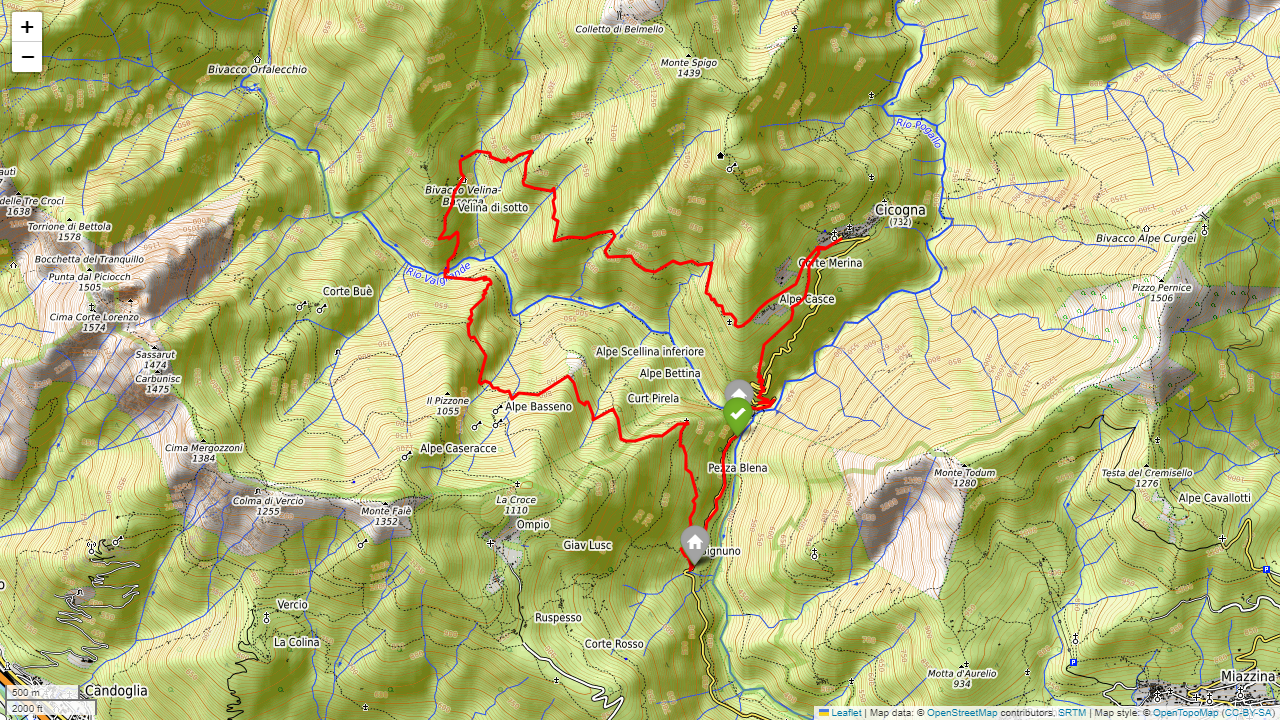 +
−
Colletto di Belmello
Monte Spigo
1439
Bivacco Orfalecchio
Rio Pogallo
delle Tre Croci
1638
Torrione di Bettola
1578
Bocchetta del Tranquillo
Punta dal Piciocch
1505
Cima Corte Lorenzo
1574
Sassarut
1474
Carbunisc
1475
Bivacco Velina-
Velina di sotto
Cicogna
(732)
Bivacco Alpe Curgei
Corte Merina
Rio Valgrande
Corte Buè
Alpe Casce
Pizzo Pernice
1506
Alpe Scellina inferiore
Alpe Bettina
Curt Pirela
Il Pizzone
1055
Alpe Basseno
Alpe Caseracce
Cima Mergozzoni
1384
Colma di Vercio
1255
Monte Faiè
1352
La Croce
1110
Ompio
Pezza Blena
Monte Todum
1280
Testa del Cremisello
1276
Alpe Cavallotti
Giav Lusc
Vercio
La Colina
Ruspesso
Corte Rosso
Motta d'Aurelio
934
Candoglia
Miazzina
500 m
2000 ft
Leaflet | Map data: © OpenStreetMap contributors, SRTM | Map style: © OpenTopoMap (CC-BY-SA)